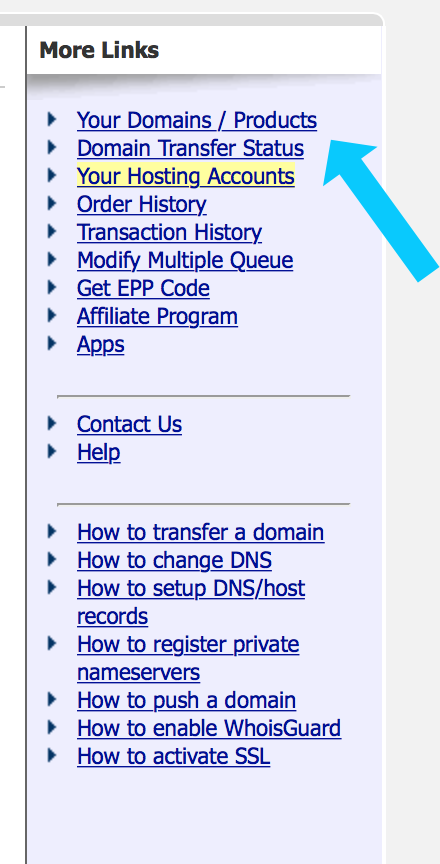 More Links
Your Domains / Products
Domain Transfer Status
Your Hosting Accounts
Order History
Transaction History
Modify Multiple Queue
Get EPP Code
Affiliate Program
Apps
Contact Us
Help
How to transfer a domain
How to change DNS
How to setup DNS/host
records
How to register private
nameservers
How to push a domain
How to enable WhoisGuard
How to activate SSL